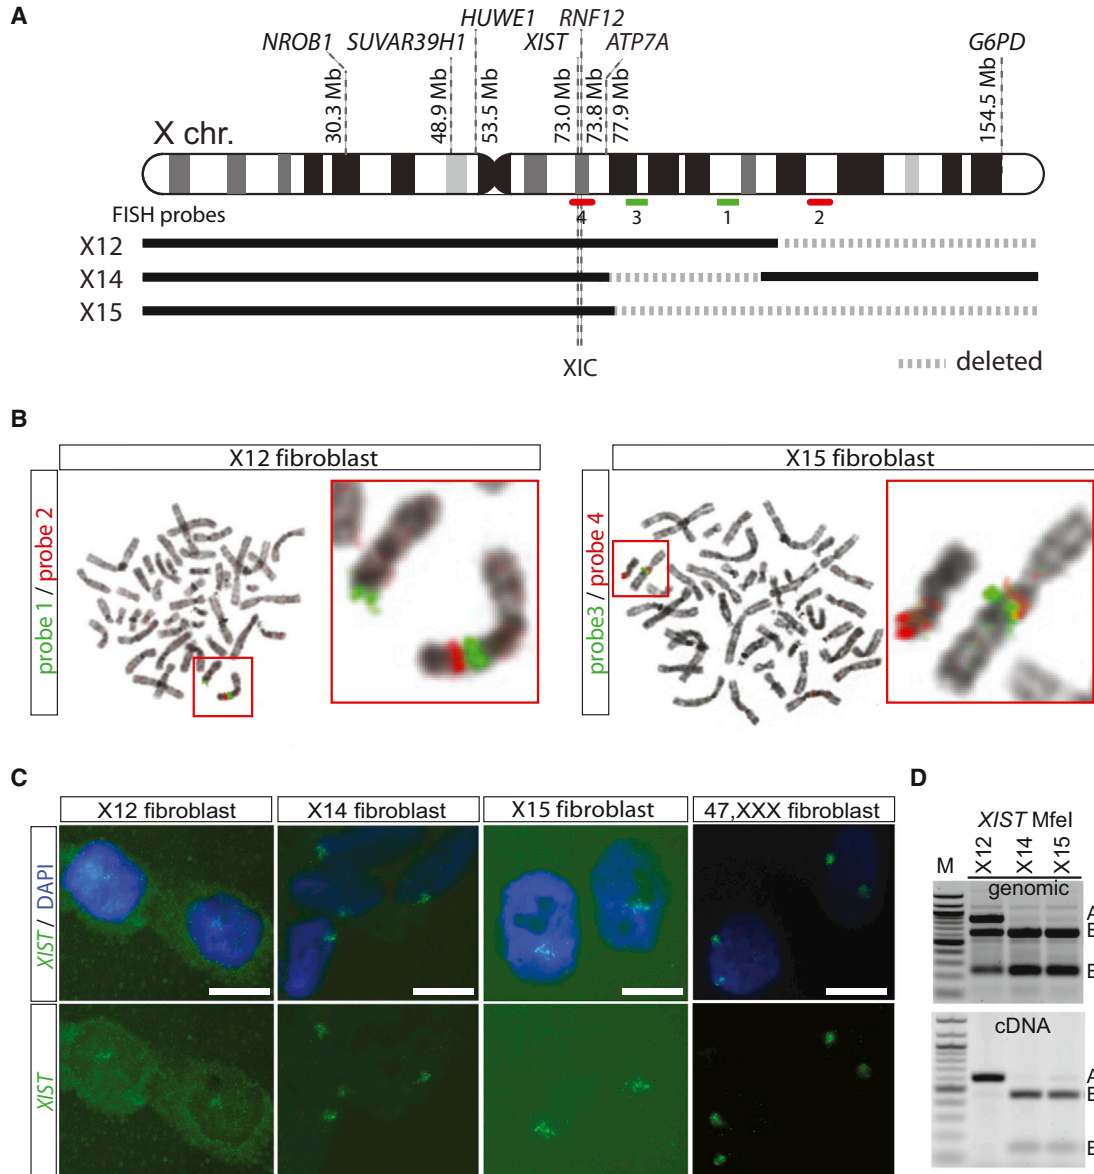 A
HUWE1 RNF12
NROB1 SUVAR39H1 XIST ATP7A G6PD
30.3 Mb
48.9 Mb
53.5 Mb
73.0 Mb
73.8 Mb
77.9 Mb
154.5 Mb
X chr.
FISH probes
4 3 1 2
X12
X14
X15
XIC
deleted
B
X12 fibroblast
X15 fibroblast
probe 1 / probe 2
probe3 / probe 4
C
X12 fibroblast
X14 fibroblast
X15 fibroblast
47,XXX fibroblast
XIST / DAPI
XIST
D
XIST MfeI
M X12 X14 X15
genomic
A
B
B
cDNA
A
B
B